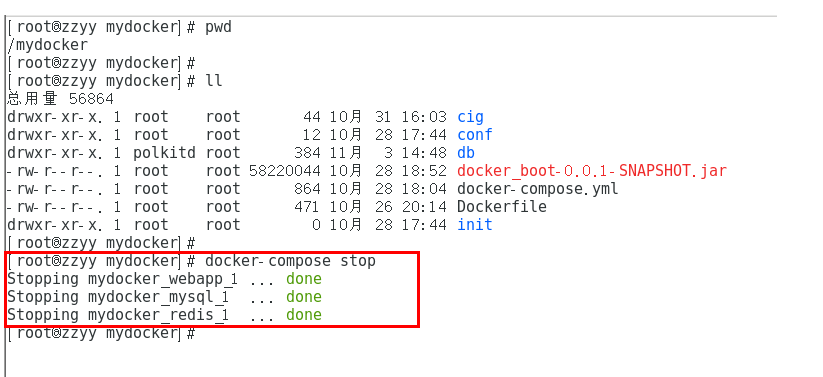 [root@zzyy mydocker]# pwd
/mydocker
[root@zzyy mydocker]#
[root@zzyy mydocker]# ll
总用量 56864
drwxr-xr-x. 1 root    root          44 10月 31 16:03 cig
drwxr-xr-x. 1 root    root          12 10月 28 17:44 conf
drwxr-xr-x. 1 polkitd root         384 11月  3 14:48 db
-rw-r--r--. 1 root    root    58220044 10月 28 18:52 docker_boot-0.0.1-SNAPSHOT.jar
-rw-r--r--. 1 root    root         864 10月 28 18:04 docker-compose.yml
-rw-r--r--. 1 root    root         471 10月 26 20:14 Dockerfile
drwxr-xr-x. 1 root    root           0 10月 28 17:44 init
[root@zzyy mydocker]#
[root@zzyy mydocker]# docker-compose stop
Stopping mydocker_webapp_1 ... done
Stopping mydocker_mysql_1  ... done
Stopping mydocker_redis_1  ... done
[root@zzyy mydocker]#